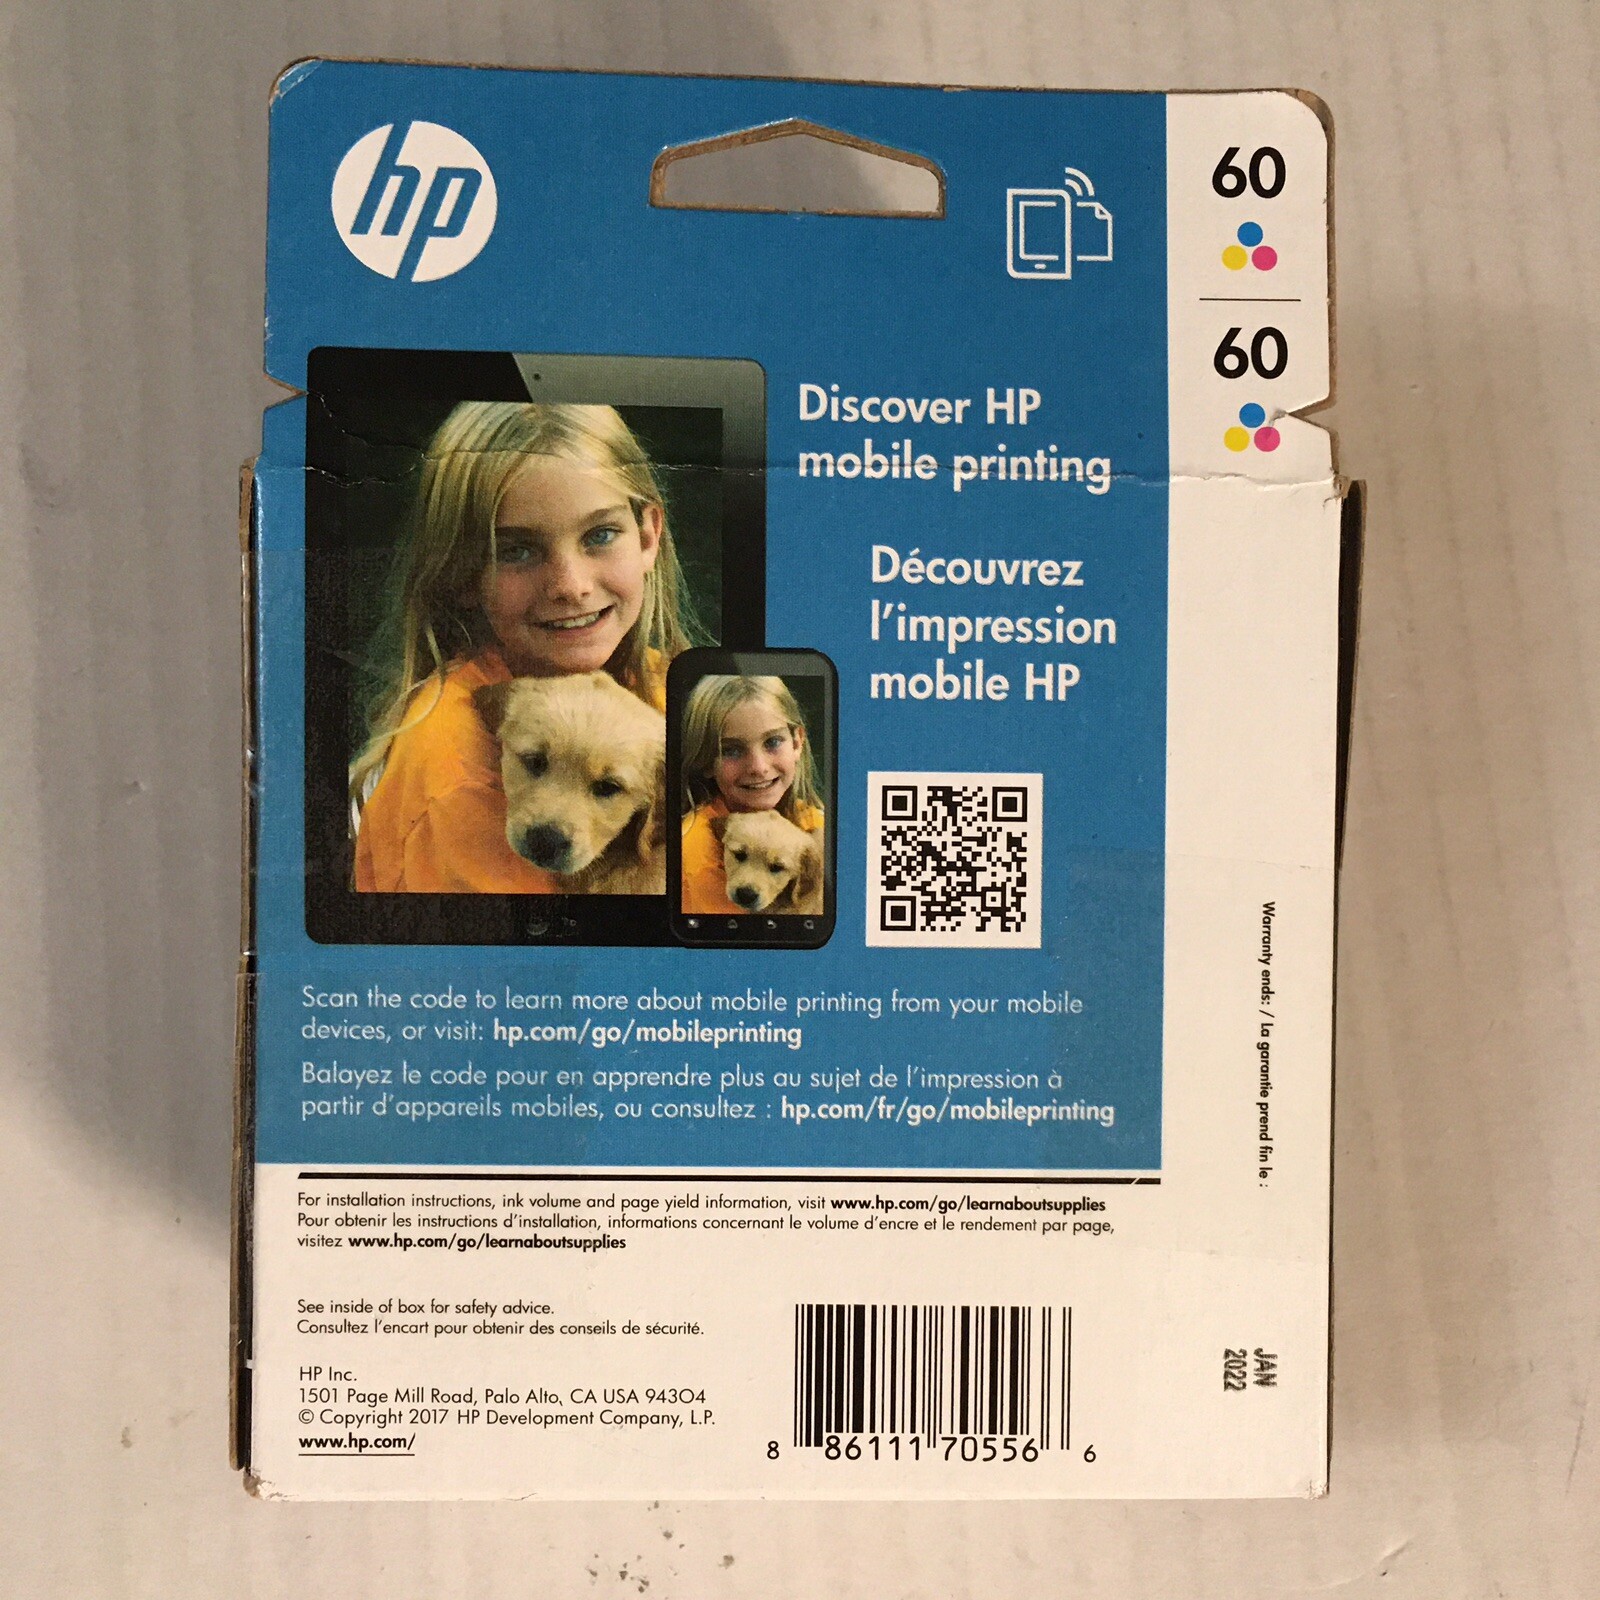 hp
60
60
Discover HP
mobile printing
Découvrez
l'impression
mobile HP
Scan the code to learn more about mobile printing from your mobile
devices, or visit: hp.com/go/mobileprinting
Balayez le code pour en apprendre plus au sujet de l'impression à
partir d'appareils mobiles, ou consultez : hp.com/fr/go/mobileprinting
For installation instructions, ink volume and page yield information, visit www.hp.com/go/learnaboutsupplies
Pour obtenir les instructions d'installation, informations concernant le volume d'encre et le rendement par page,
visitez www.hp.com/go/learnaboutsupplies
See inside of box for safety advice.
Consultez l'encart pour obtenir des conseils de sécurité.
HP Inc.
1501 Page Mill Road, Palo Alto, CA USA 94304
© Copyright 2017 HP Development Company, L.P.
www.hp.com/
8 86111 70556 6
Warranty ends: / La garantie prend fin le :
JAN
2022